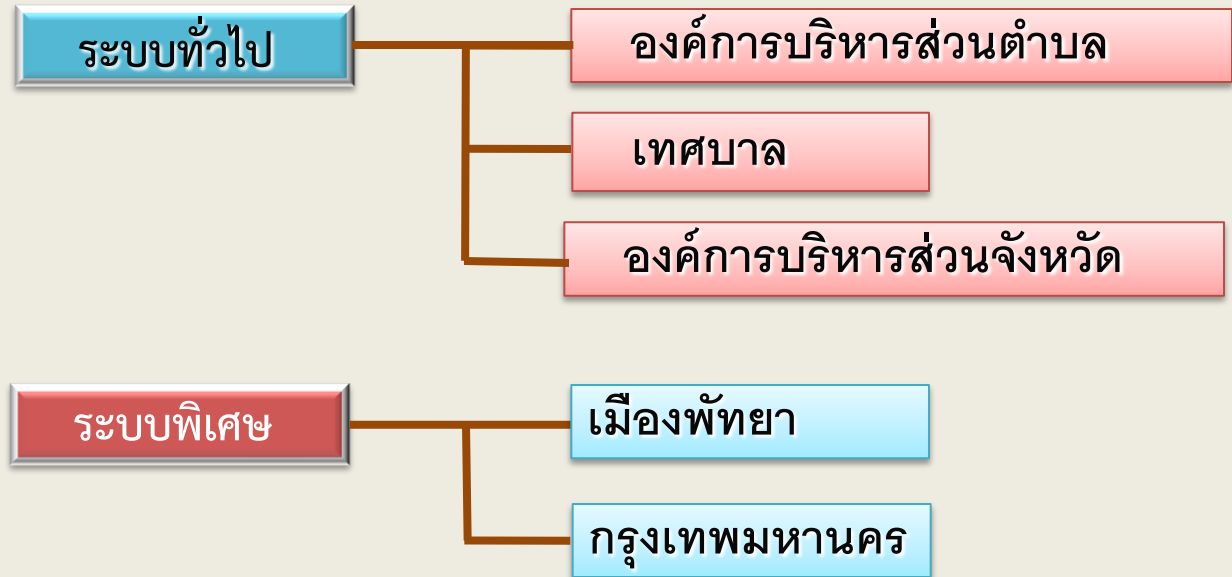 ระบบทั่วไป
องค์การบริหารส่วนตำบล
เทศบาล
องค์การบริหารส่วนจังหวัด
ระบบพิเศษ
เมืองพัทยา
กรุงเทพมหานคร